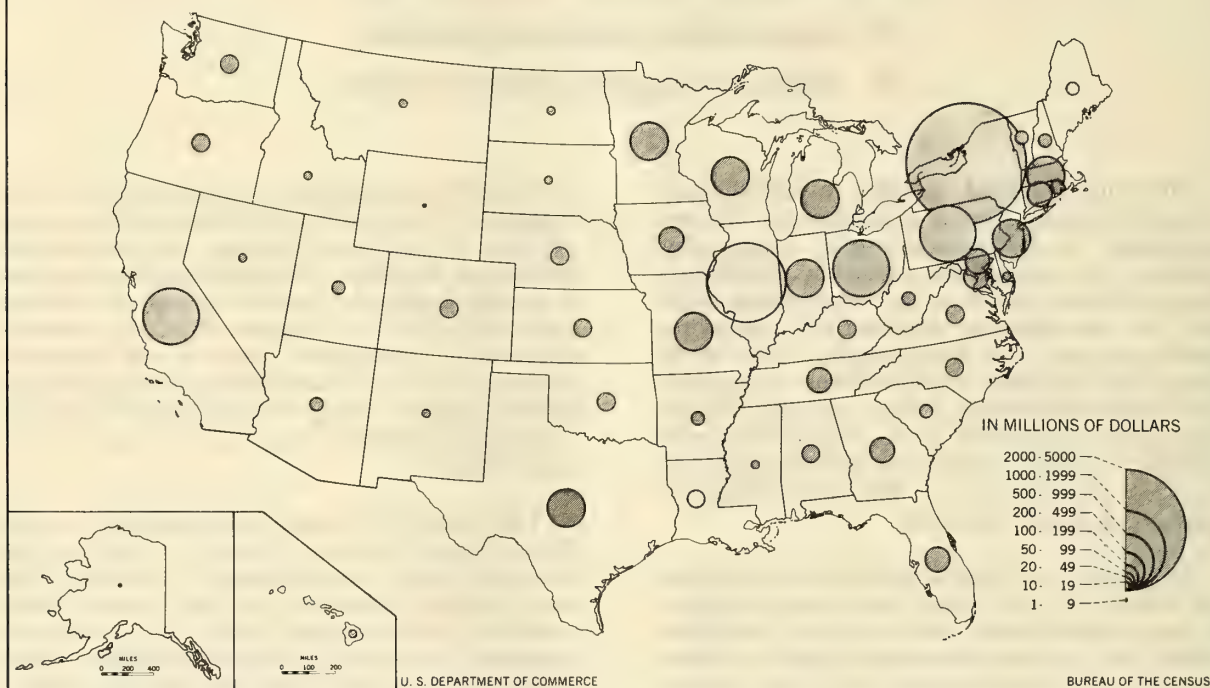 IN MILLIONS OF DOLLARS
2000 - 5000
1000 - 1999
500 - 999
200 - 499
100 - 199
50 - 99
20 - 49
10 - 19
1 - 9
MILES
0 200 400
MILES
0 100 200
U. S. DEPARTMENT OF COMMERCE
BUREAU OF THE CENSUS